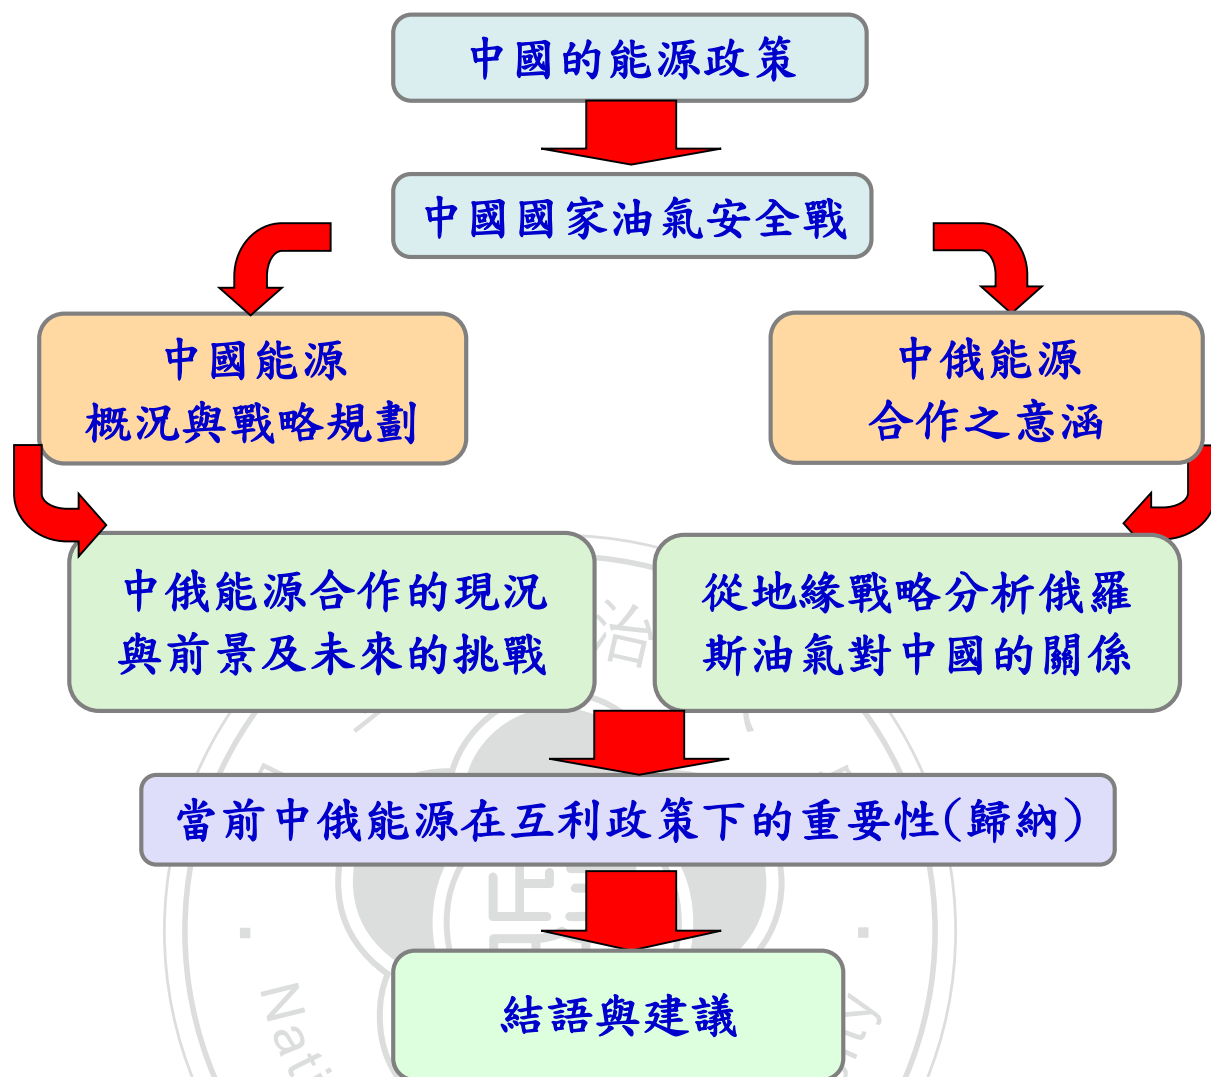 中國的能源政策
中國國家油氣安全戰
中國能源
概況與戰略規劃
中俄能源
合作之意涵
中俄能源合作的現況
與前景及未來的挑戰
從地緣戰略分析俄羅
斯油氣對中國的關係
治
當前中俄能源在互利政策下的重要性(歸納)
結語與建議
Nati